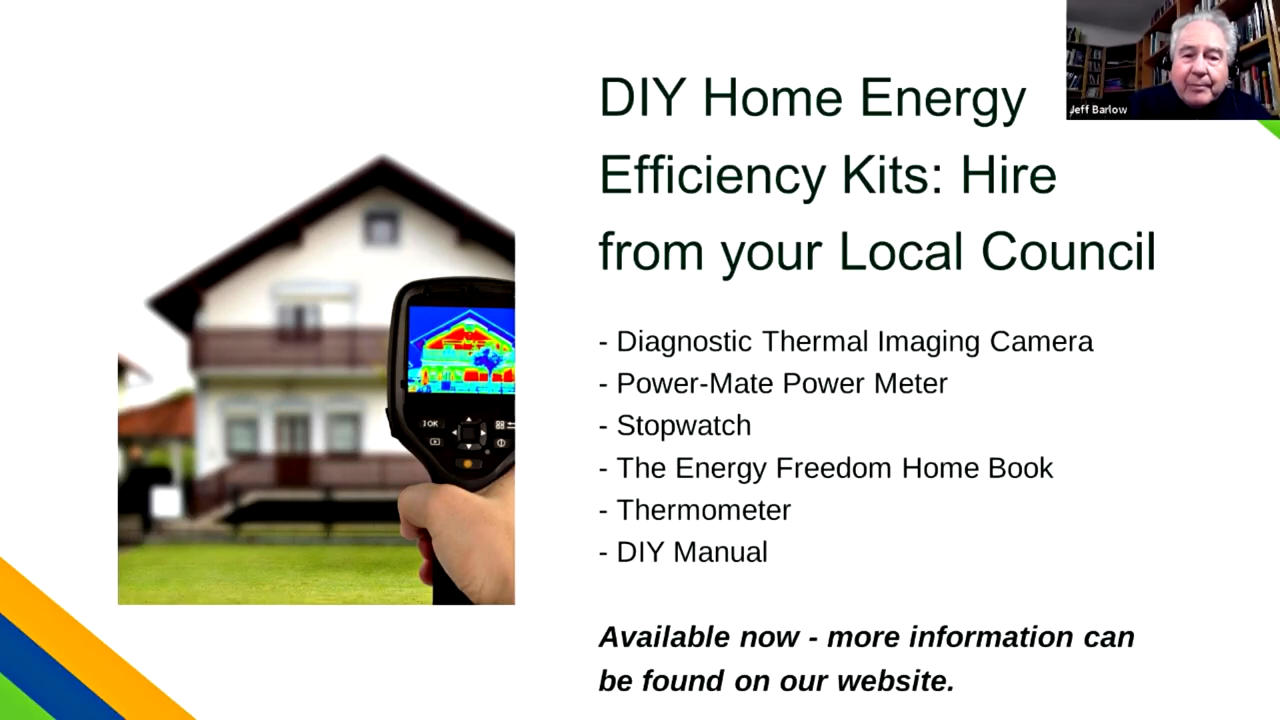 DIY Home Energy
Efficiency Kits: Hire
from your Local Council
- Diagnostic Thermal Imaging Camera
- Power-Mate Power Meter
- Stopwatch
- The Energy Freedom Home Book
- Thermometer
- DIY Manual
Available now - more information can
be found on our website.
Jeff Barlow
IOK